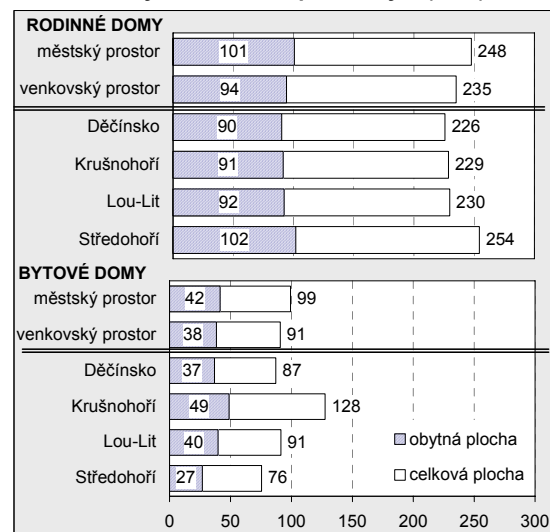 RODINNÉ DOMY
městský prostor 101 248
venkovský prostor 94 235
Děčínsko 90 226
Krušnohoří 91 229
Lou-Lit 92 230
Středohoří 102 254
BYTOVÉ DOMY
městský prostor 42 99
venkovský prostor 38 91
Děčínsko 37 87
Krušnohoří 49 128
Lou-Lit 40 91
obytná plocha
Středohoří 27 76
celková plocha
0 50 100 150 200 250 300